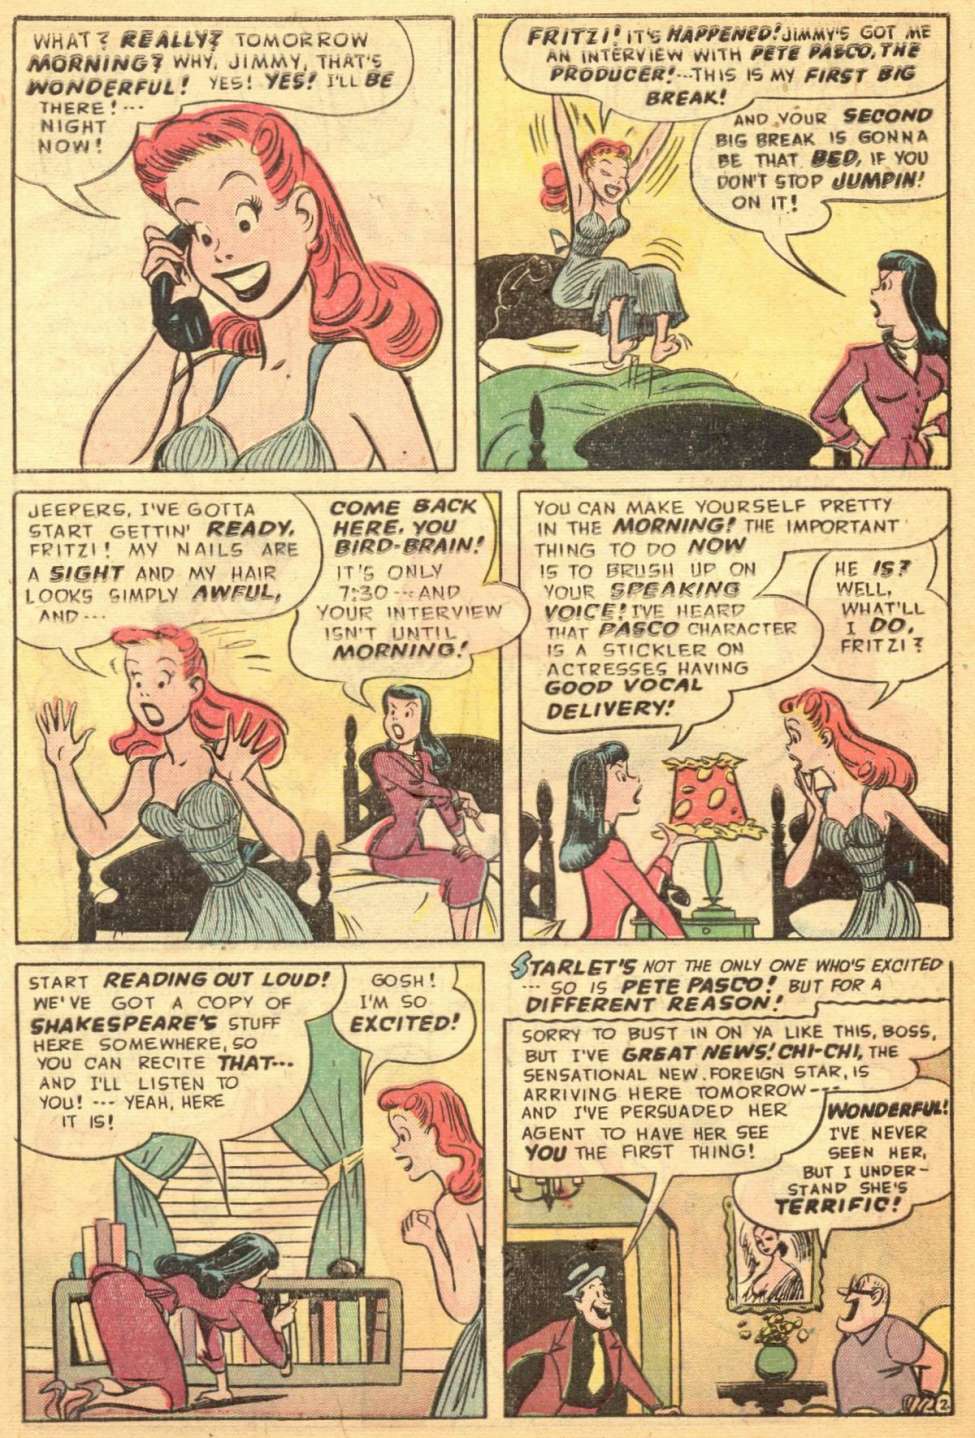 WHAT? REALLY? TOMORROW
MORNING? WHY, JIMMY, THAT'S
WONDERFUL! YES! YES! I'LL BE
THERE!---
NIGHT
NOW!
FRITZI! IT'S HAPPENED! JIMMY'S GOT ME
AN INTERVIEW WITH PETE PASCO, THE
PRODUCER!---THIS IS MY FIRST BIG
BREAK!
AND YOUR SECOND
BIG BREAK IS GONNA
BE THAT BED, IF YOU
DON'T STOP JUMPIN'!
ON IT!
JEEPERS, I'VE GOTTA
START GETTIN' READY,
FRITZI! MY NAILS ARE
A SIGHT AND MY HAIR
LOOKS SIMPLY AWFUL,
AND---
COME BACK
HERE, YOU
BIRD-BRAIN!
IT'S ONLY
7:30---AND
YOUR INTERVIEW
ISN'T UNTIL
MORNING!
YOU CAN MAKE YOURSELF PRETTY
IN THE MORNING! THE IMPORTANT
THING TO DO NOW
IS TO BRUSH UP ON
YOUR SPEAKING
VOICE! I'VE HEARD
THAT PASCO CHARACTER
IS A STICKLER ON
ACTRESSES HAVING
GOOD VOCAL
DELIVERY!
HE IS?
WELL,
WHAT'LL
I DO,
FRITZI?
START READING OUT LOUD!
WE'VE GOT A COPY OF
SHAKESPEARE'S STUFF
HERE SOMEWHERE, SO
YOU CAN RECITE THAT---
AND I'LL LISTEN TO
YOU! --- YEAH, HERE
IT IS!
GOSH!
I'M SO
EXCITED!
STARLET'S NOT THE ONLY ONE WHO'S EXCITED
--- SO IS PETE PASCO! BUT FOR A
DIFFERENT REASON!
SORRY TO BUST IN ON YA LIKE THIS, BOSS,
BUT I'VE GREAT NEWS! CHI-CHI, THE
SENSATIONAL NEW FOREIGN STAR, IS
ARRIVING HERE TOMORROW---
AND I'VE PERSUADED HER
AGENT TO HAVE HER SEE
YOU THE FIRST THING!
WONDERFUL!
I'VE NEVER
SEEN HER,
BUT I UNDER-
STAND SHE'S
TERRIFIC!
2